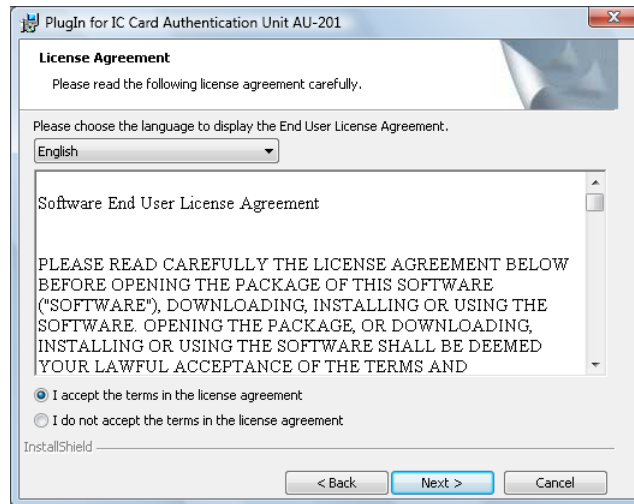 PlugIn for IC Card Authentication Unit AU-201
License Agreement
Please read the following license agreement carefully.
Please choose the language to display the End User License Agreement.
English
Software End User License Agreement
PLEASE READ CAREFULLY THE LICENSE AGREEMENT BELOW
BEFORE OPENING THE PACKAGE OF THIS SOFTWARE
("SOFTWARE"), DOWNLOADING, INSTALLING OR USING THE
SOFTWARE. OPENING THE PACKAGE, OR DOWNLOADING,
INSTALLING OR USING THE SOFTWARE SHALL BE DEEMED
YOUR LAWFUL ACCEPTANCE OF THE TERMS AND
I accept the terms in the license agreement
I do not accept the terms in the license agreement
InstallShield
< Back Next > Cancel